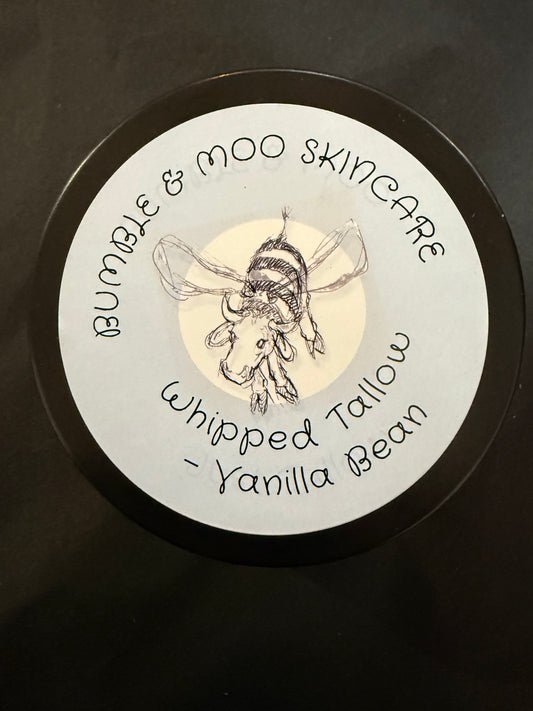 BUMBLE & MOO SKINCARE
Whipped Tallow
- Vanilla Bean